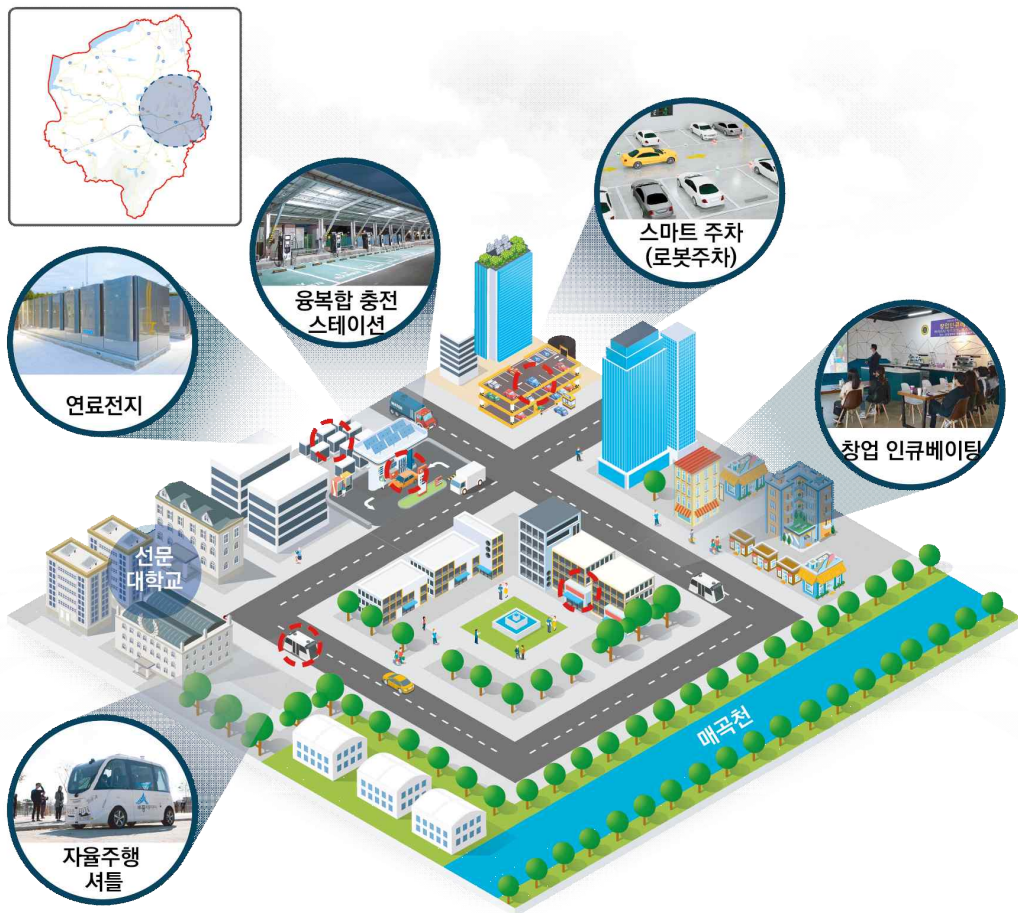 스마트 주차
(로봇주차)
융복합 충전
스테이션
연료전지
창업 인큐베이팅
선문
대학교
매곡천
자율주행
셔틀